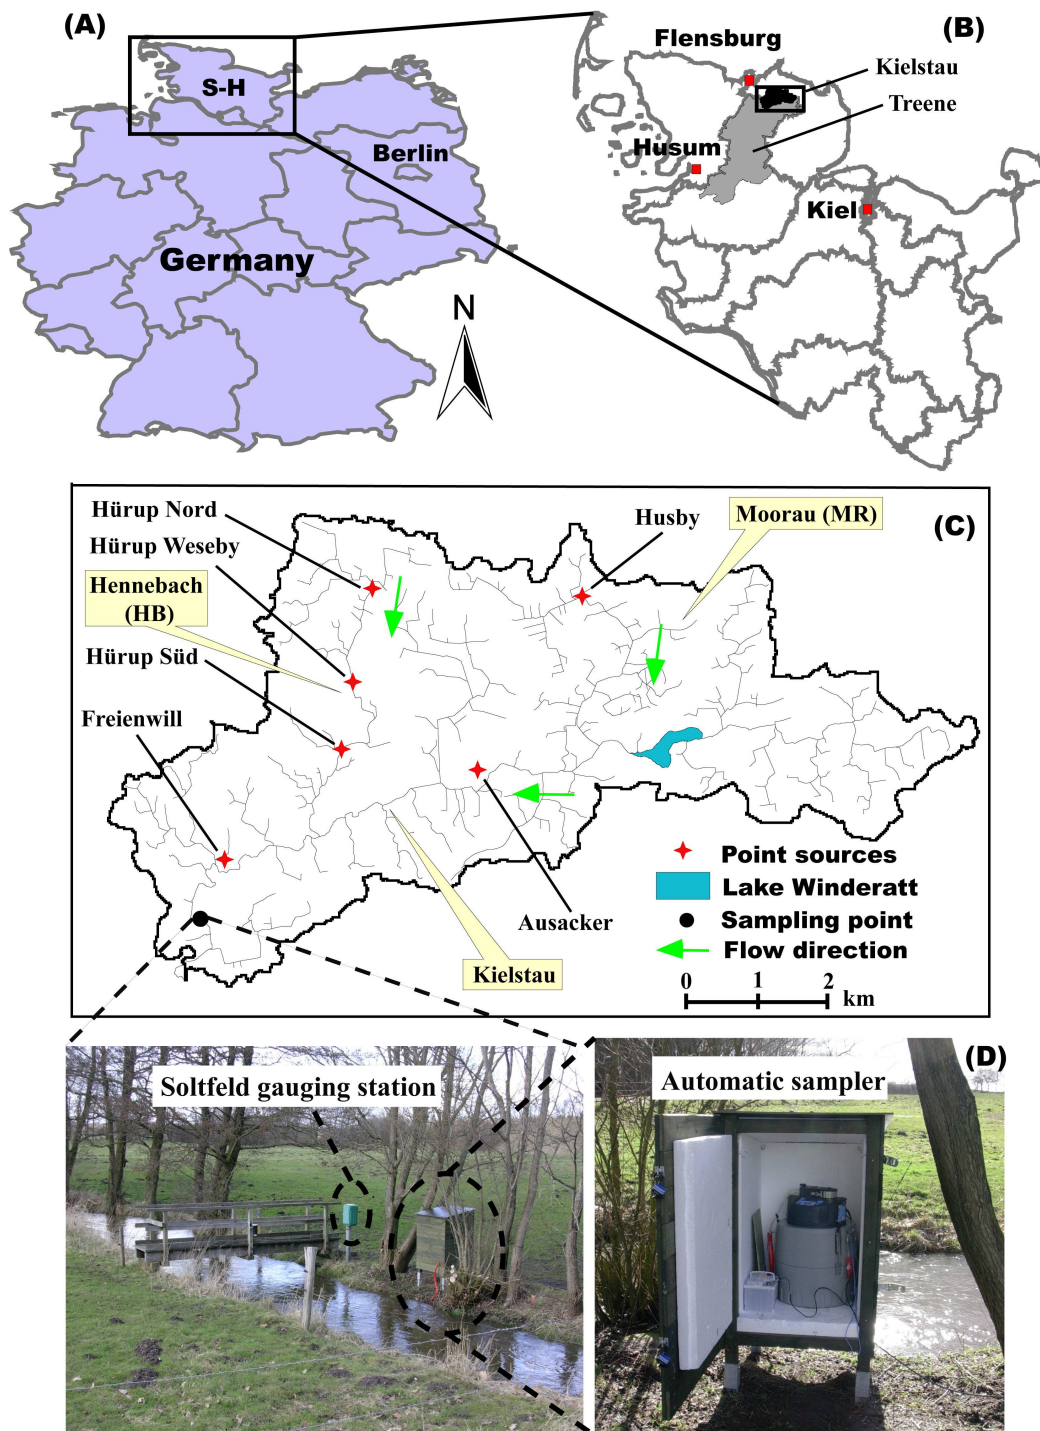 (A)
S-H
Berlin
Germany
N
(B)
Flensburg
Kielstau
Treene
Husum
Kiel
(C)
Hürup Nord
Hürup Weseby
Hennebach
(HB)
Hürup Süd
Freienwill
Husby
Moorau (MR)
Ausacker
Kielstau
Point sources
Lake Winderatt
Sampling point
Flow direction
0 1 2
km
(D)
Soltfeld gauging station
Automatic sampler